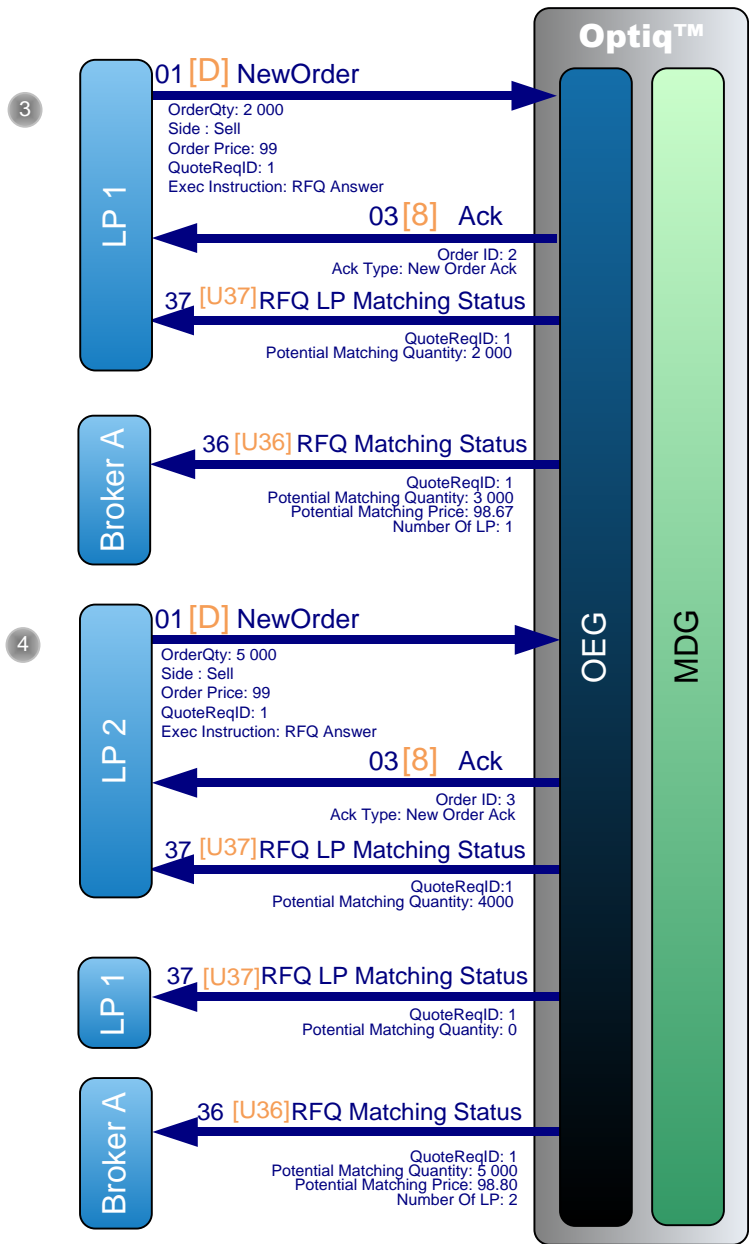 Optiq™
3
LP 1
01 [D] NewOrder
OrderQty: 2 000
Side : Sell
Order Price: 99
QuoteReqID: 1
Exec Instruction: RFQ Answer
03 [8] Ack
Order ID: 2
Ack Type: New Order Ack
37 [U37] RFQ LP Matching Status
QuoteReqID: 1
Potential Matching Quantity: 2 000
Broker A
36 [U36] RFQ Matching Status
QuoteReqID: 1
Potential Matching Quantity: 3 000
Potential Matching Price: 98.67
Number Of LP: 1
OEG
MDG
4
LP 2
01 [D] NewOrder
OrderQty: 5 000
Side : Sell
Order Price: 99
QuoteReqID: 1
Exec Instruction: RFQ Answer
03 [8] Ack
Order ID: 3
Ack Type: New Order Ack
37 [U37] RFQ LP Matching Status
QuoteReqID:1
Potential Matching Quantity: 4000
LP 1
37 [U37] RFQ LP Matching Status
QuoteReqID: 1
Potential Matching Quantity: 0
Broker A
36 [U36] RFQ Matching Status
QuoteReqID: 1
Potential Matching Quantity: 5 000
Potential Matching Price: 98.80
Number Of LP: 2